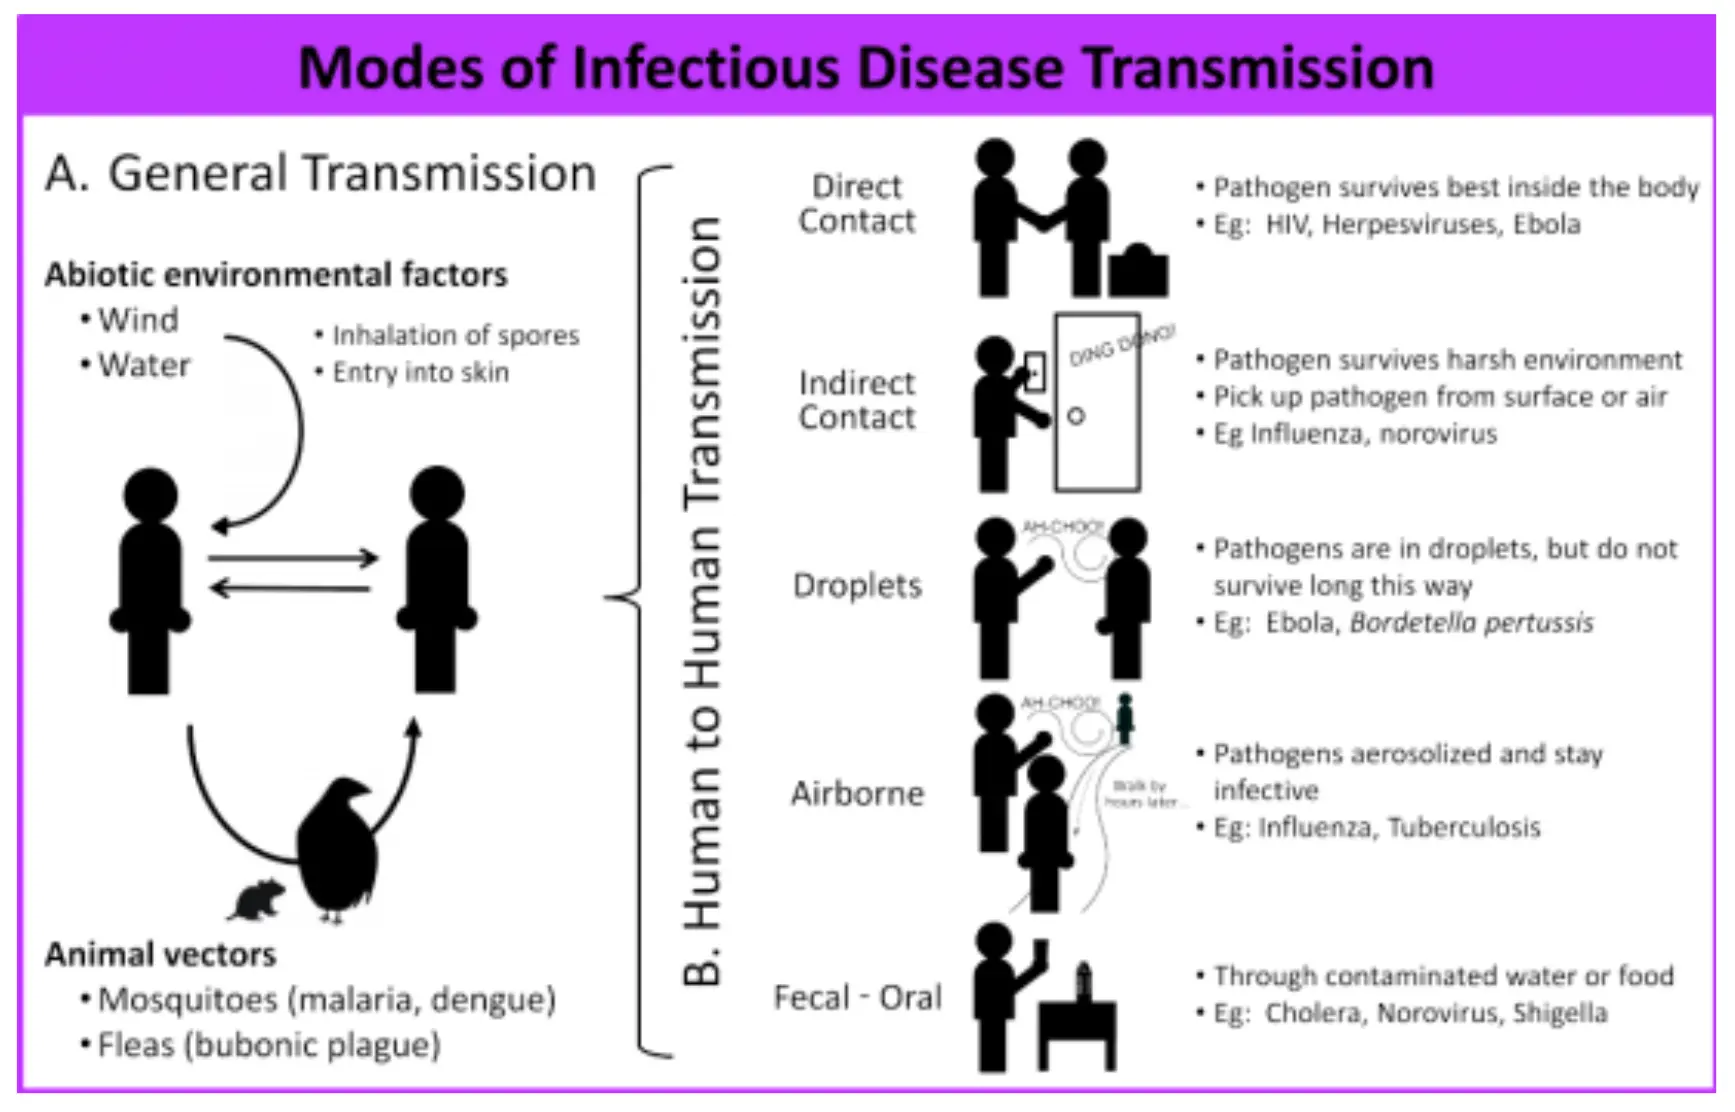 Modes of Infectious Disease Transmission
A. General Transmission
Abiotic environmental factors
• Wind
• Water
• Inhalation of spores
• Entry into skin
Animal vectors
• Mosquitoes (malaria, dengue)
• Fleas (bubonic plague)
B. Human to Human Transmission
Direct
Contact
• Pathogen survives best inside the body
• Eg: HIV, Herpesviruses, Ebola
Indirect
Contact
DING DONG!
• Pathogen survives harsh environment
• Pick up pathogen from surface or air
• Eg Influenza, norovirus
Droplets
AH-CHOO!
• Pathogens are in droplets, but do not
survive long this way
• Eg: Ebola, Bordetella pertussis
Airborne
AH-CHOO!
Walk by
hours later...
• Pathogens aerosolized and stay
infective
• Eg: Influenza, Tuberculosis
Fecal - Oral
• Through contaminated water or food
• Eg: Cholera, Norovirus, Shigella